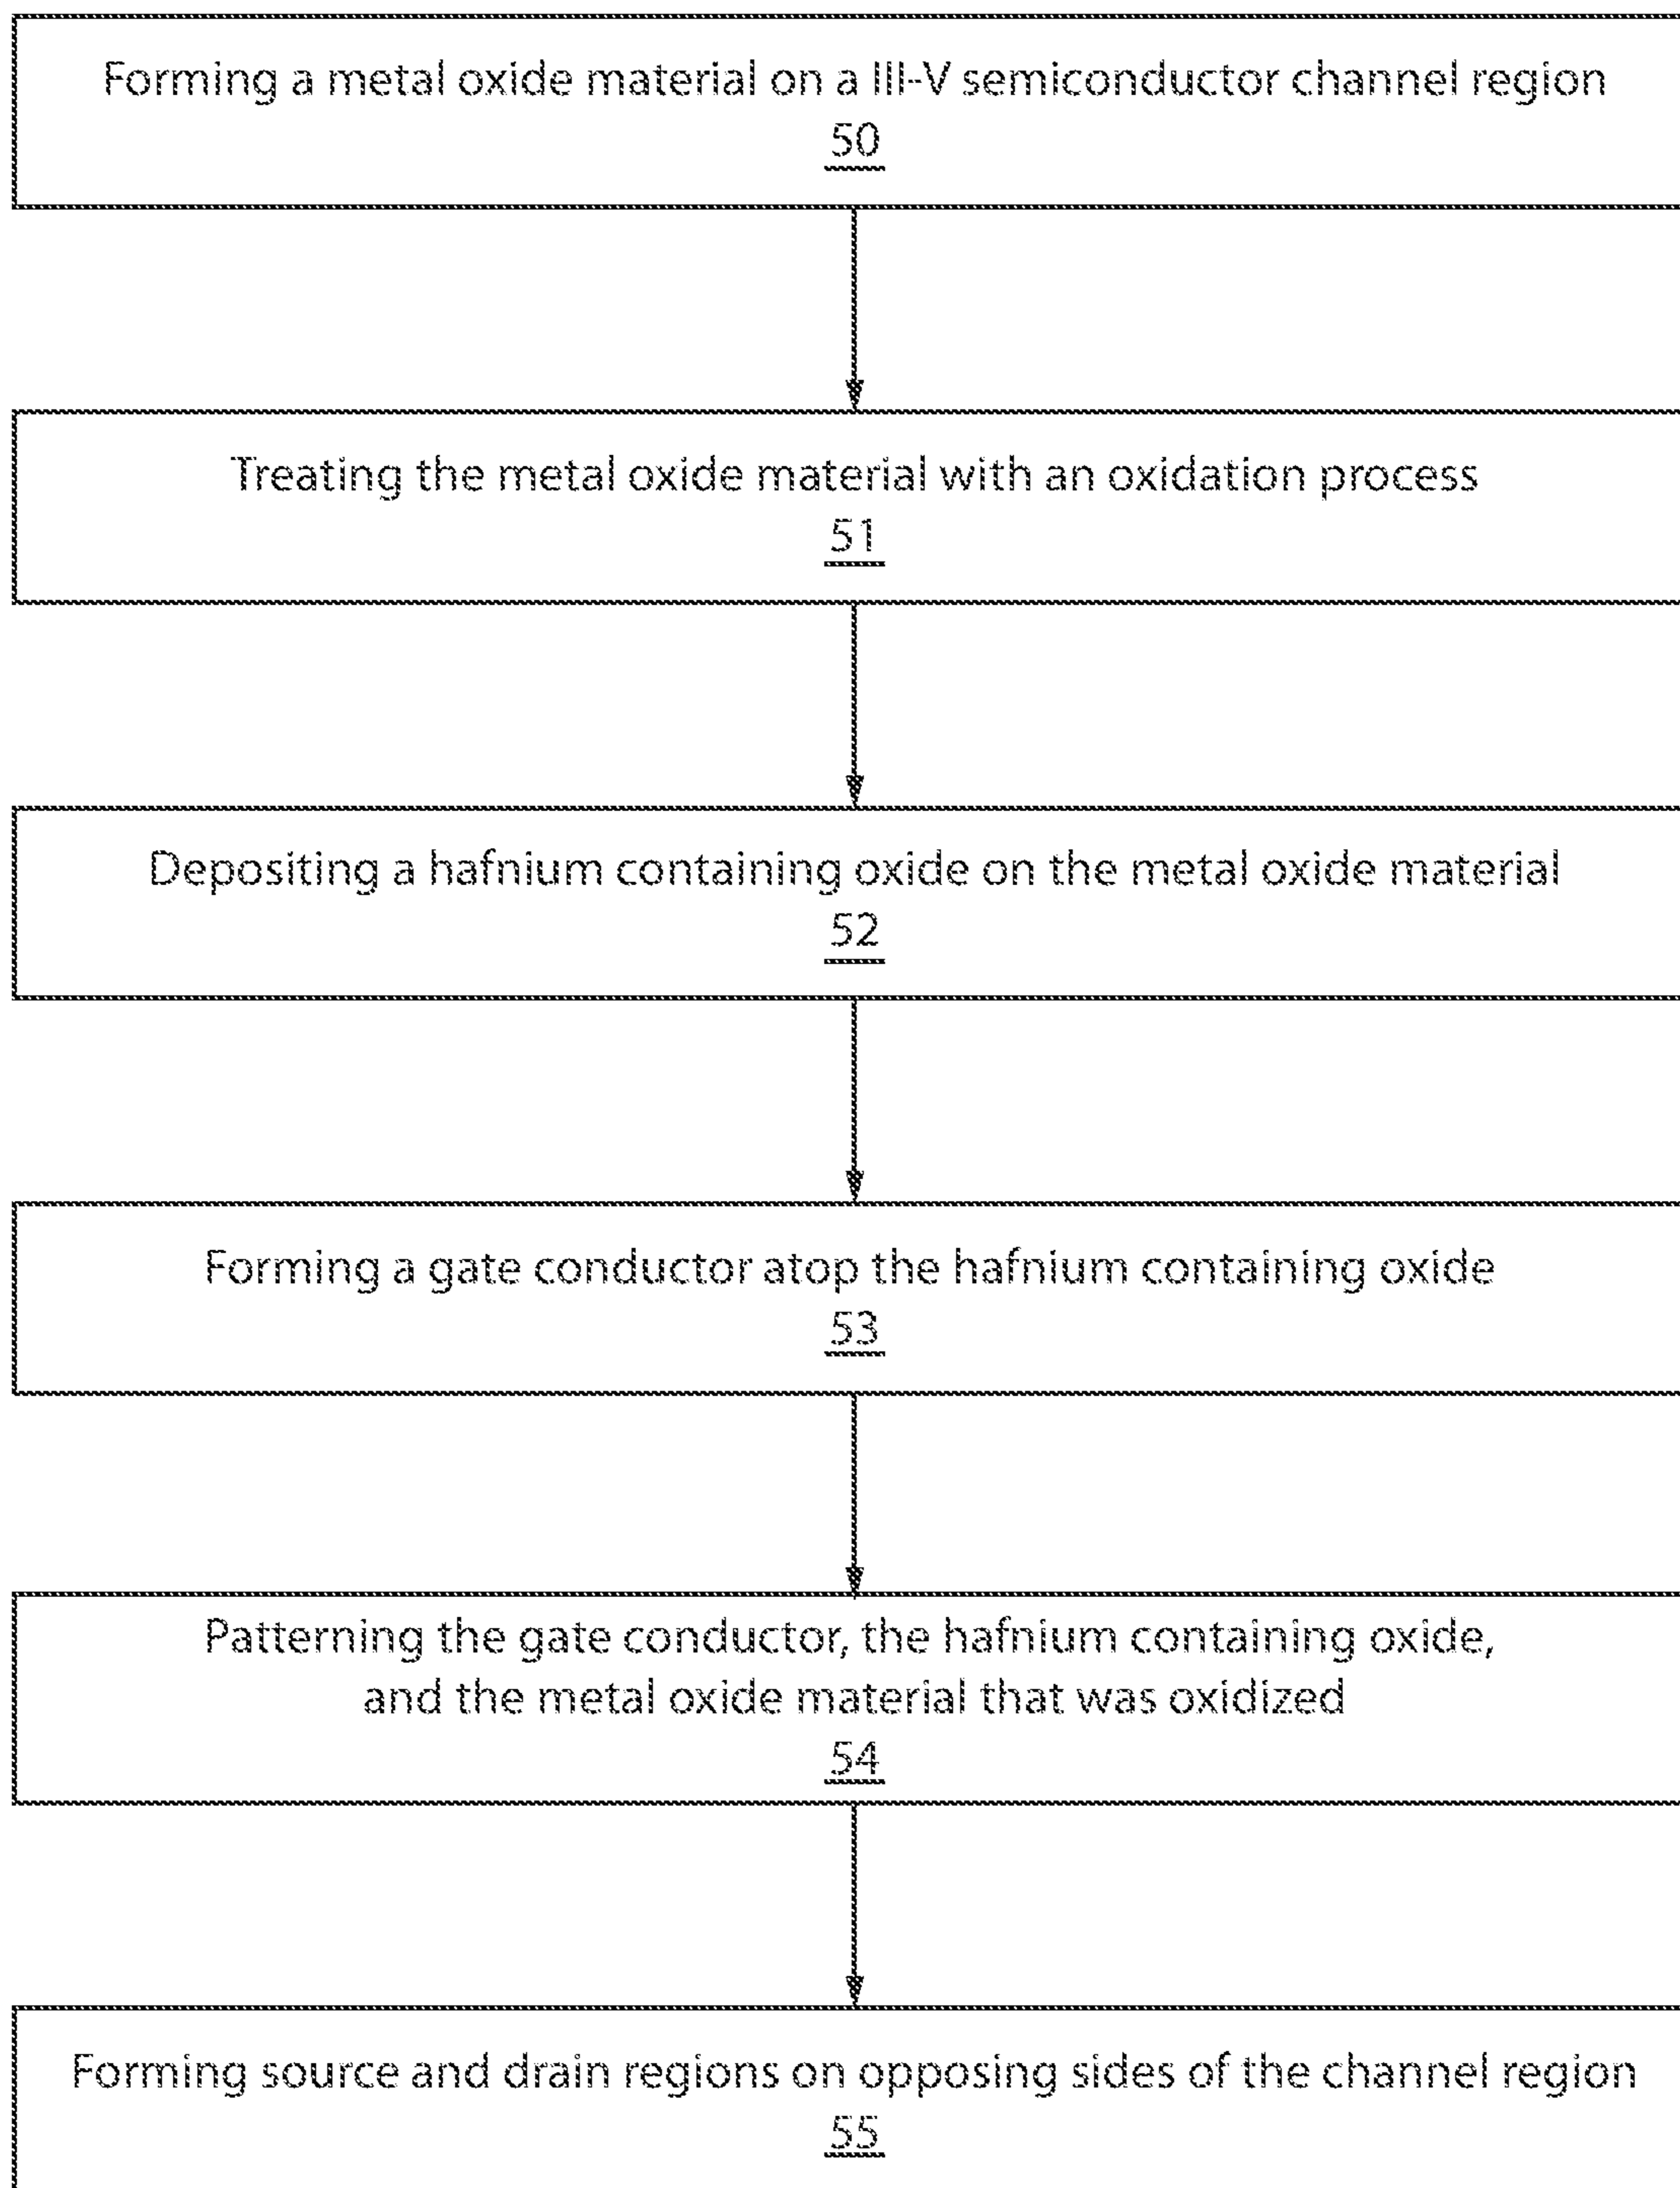 Forming a metal oxide material on a III-V semiconductor channel region
50
Treating the metal oxide material with an oxidation process
51
Depositing a hafnium containing oxide on the metal oxide material
52
Forming a gate conductor atop the hafnium containing oxide
53
Patterning the gate conductor, the hafnium containing oxide,
and the metal oxide material that was oxidized
54
Forming source and drain regions on opposing sides of the channel region
55